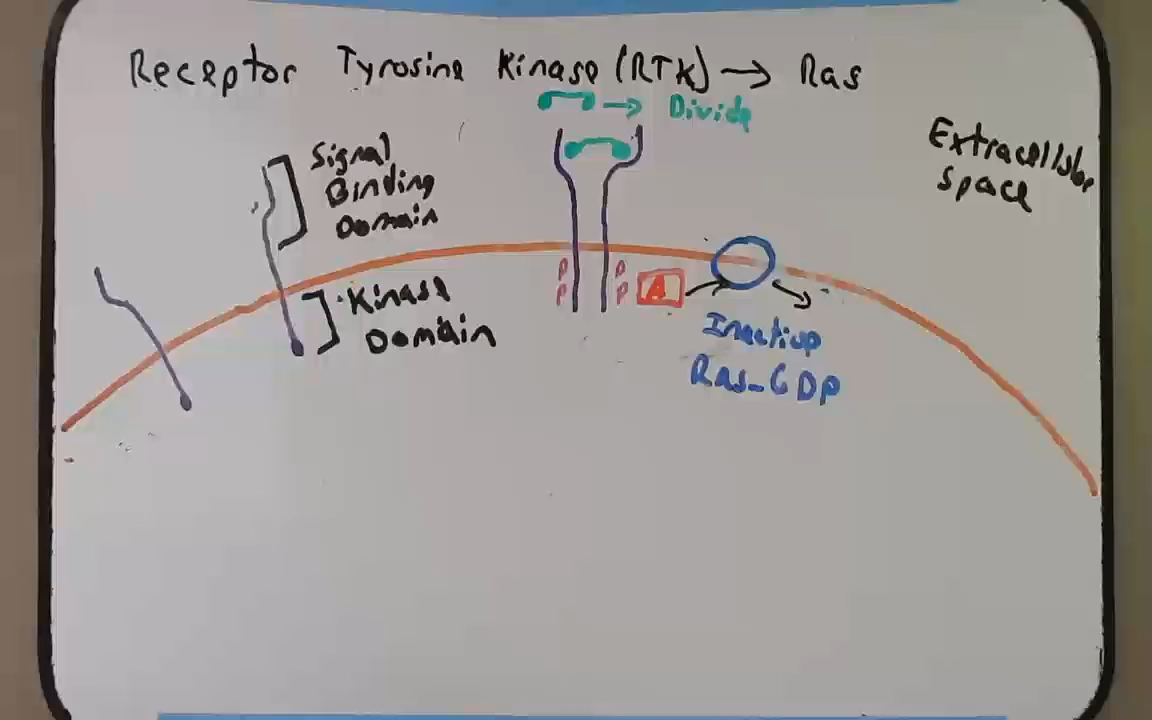 Receptor Tyrosine Kinase (RTK) → Ras
→ Divide
Signal
Binding
Domain
Extracellular
space
Kinase
Domain
P P
P P
A
Inactive
Ras-GDP